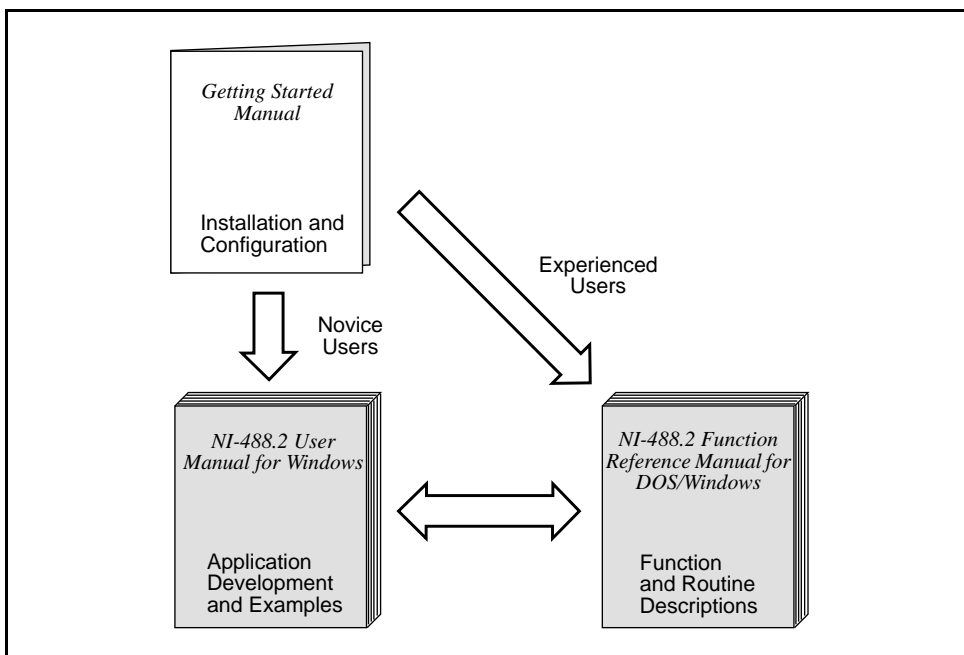 Getting Started
Manual
Installation and
Configuration
Experienced
Users
Novice
Users
NI-488.2 User
Manual for Windows
Application
Development
and Examples
NI-488.2 Function
Reference Manual for
DOS/Windows
Function
and Routine
Descriptions